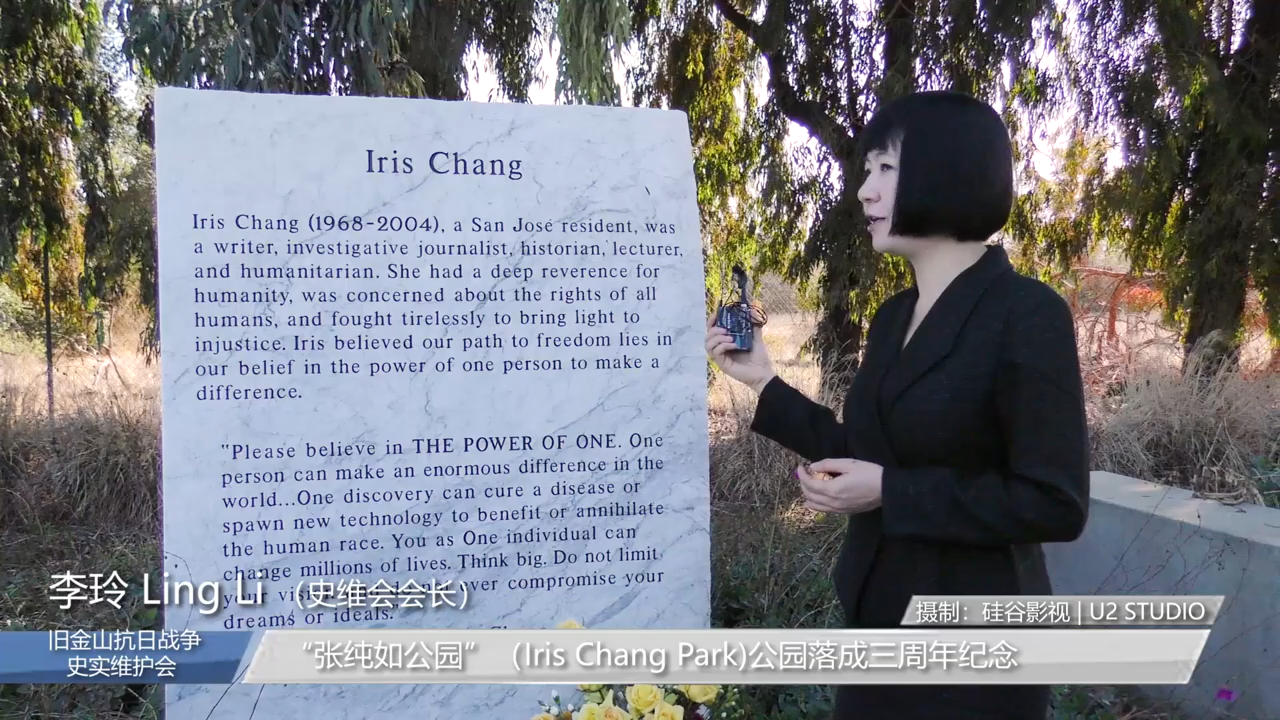 Iris Chang
Iris Chang (1968-2004), a San José resident, was
a writer, investigative journalist, historian, lecturer,
and humanitarian. She had a deep reverence for
humanity, was concerned about the rights of all
humans, and fought tirelessly to bring light to
injustice. Iris believed our path to freedom lies in
our belief in the power of one person to make a
difference.
"Please believe in THE POWER OF ONE. One
person can make an enormous difference in the
world...One discovery can cure a disease or
spawn new technology to benefit or annihilate
the human race. You as One individual can
change millions of lives. Think big. Do not limit
your ever compromise your
dreams or ideals.
李玲 Ling Li （史维会会长）
摄制：硅谷影视 | U2 STUDIO
旧金山抗日战争
史实维护会
“张纯如公园” （Iris Chang Park)公园落成三周年纪念